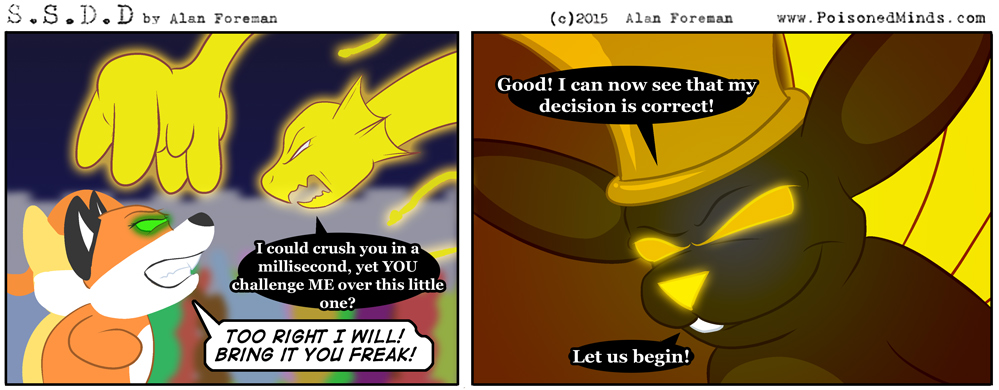 S.S.D.D by Alan Foreman (c)2015 Alan Foreman www.PoisonedMinds.com
I could crush you in a
millisecond, yet YOU
challenge ME over this little
one?
TOO RIGHT I WILL!
BRING IT YOU FREAK!
Good! I can now see that my
decision is correct!
Let us begin!